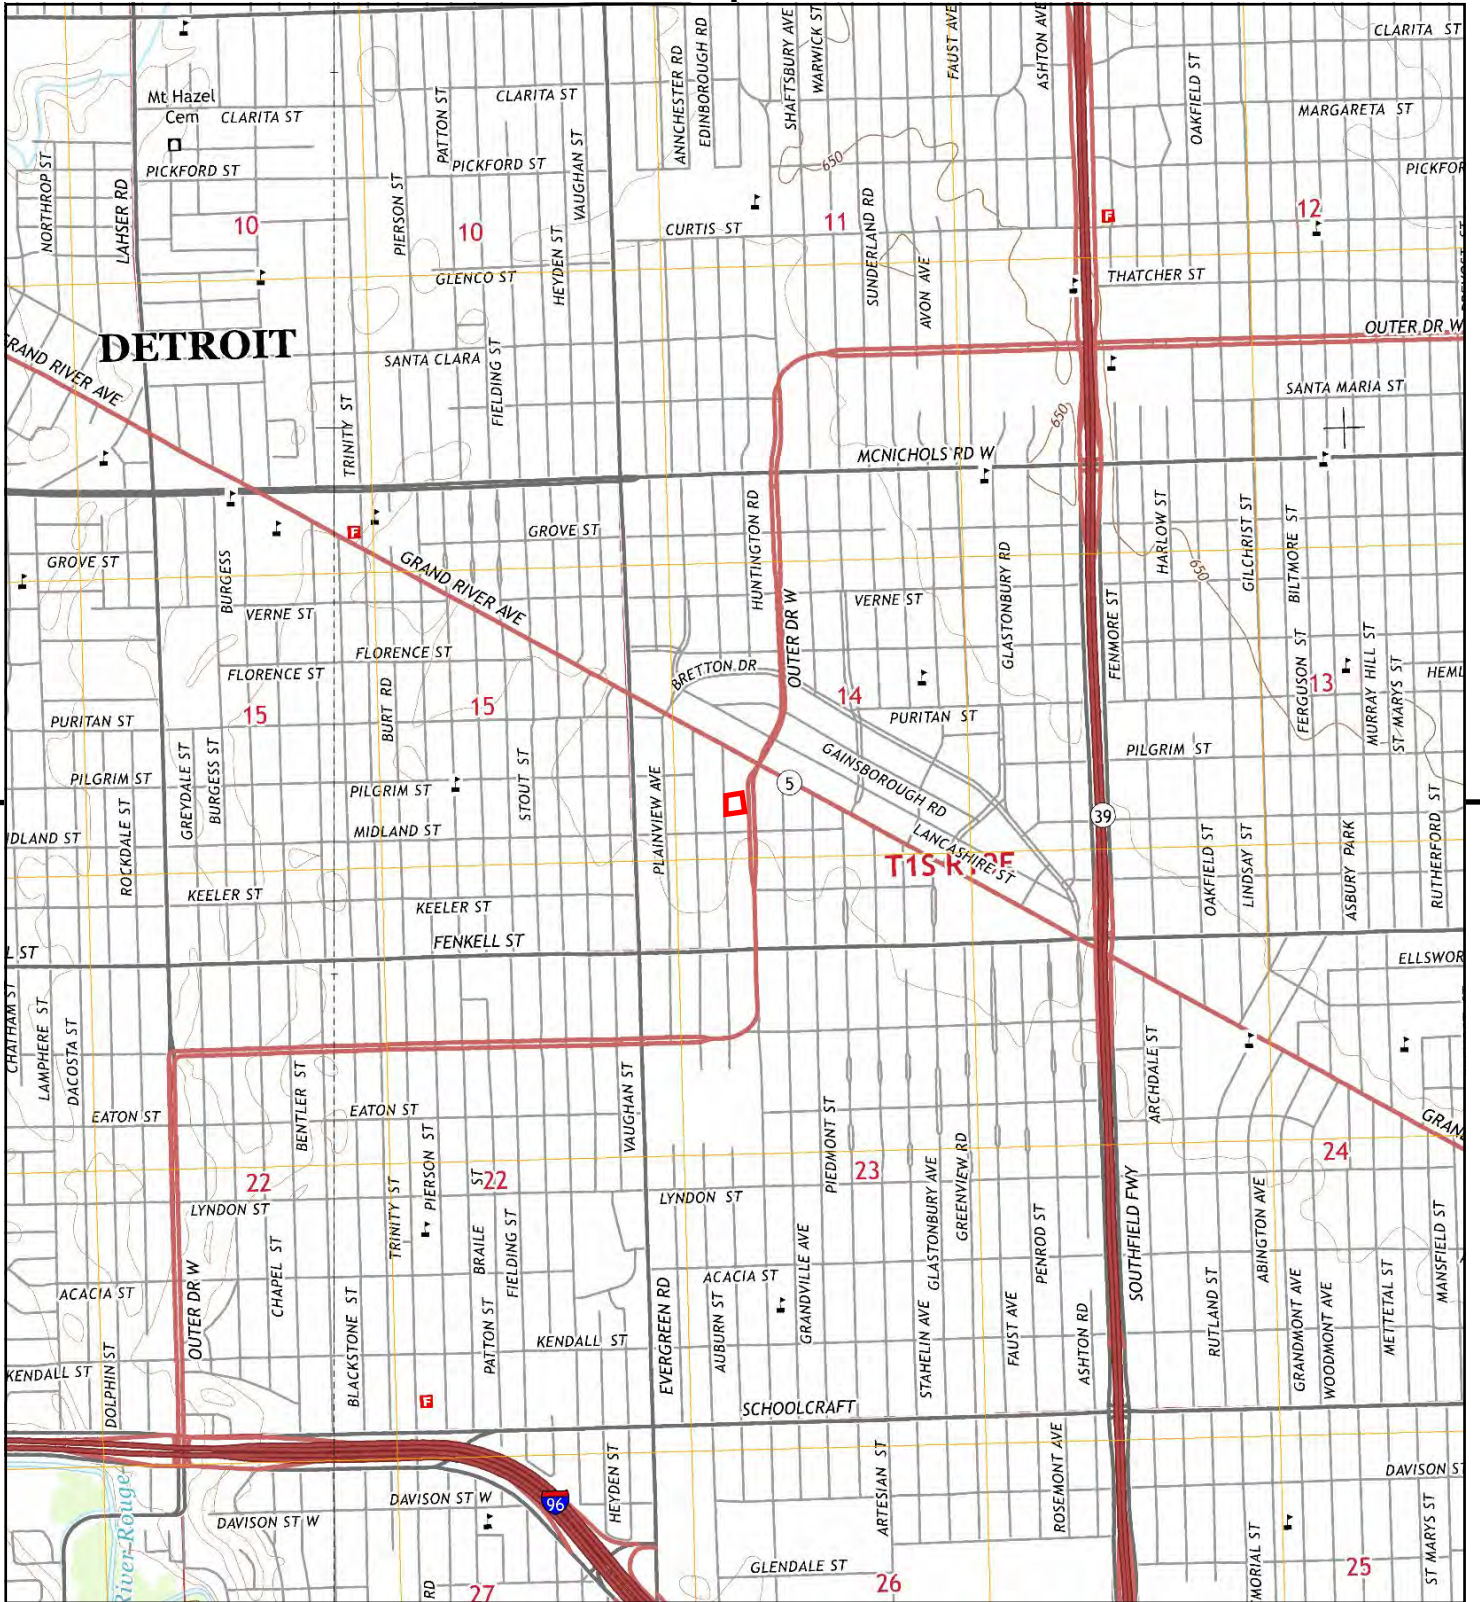 CLARITA ST
SHAFTSBURY AVE
WARWICK ST
FAUST AVE
ASHTON AVE
ANNCHESTER RD
EDINBOROUGH RD
OAKFIELD ST
Mt Hazel
Cem
CLARITA ST
PATTON ST
CLARITA ST
MARGARETA ST
PICKFORD ST
PICKFORD ST
VAUGHAN ST
650
NORTHROP ST
LAHSER RD
PIERSON ST
10
10
HEYDEN ST
CURTIS ST
11
SUNDERLAND RD
AVON AVE
12
GLENCO ST
THATCHER ST
DETROIT
GRAND RIVER AVE
SANTA CLARA
FIELDING ST
OUTER DR W
SANTA MARIA ST
TRINITY ST
650
MCNICHOLS RD W
HUNTINGTON RD
GROVE ST
GROVE ST
BURGESS
F
F
GRAND RIVER AVE
HARLOW ST
650
GILCHRIST ST
BILTMORE ST
VERNE ST
VERNE ST
OUTER DR W
GLASTONBURY RD
FENMORE ST
FLORENCE ST
FLORENCE ST
BRETTON DR
FERGUSON ST
13
MURRAY HILL ST
ST MARYS ST
HEML
15
15
BURT RD
14
PURITAN ST
PURITAN ST
PILGRIM ST
GREYDALE ST
BURGESS ST
STOUT ST
PILGRIM ST
PILGRIM ST
PLAINVIEW AVE
5
GAINSBOROUGH RD
39
ROCKDALE ST
MIDLAND ST
IDLAND ST
LANCASHIRE ST
T1S R
OAKFIELD ST
LINDSAY ST
ASBURY PARK
RUTHERFORD ST
KEELER ST
KEELER ST
FENKELL ST
L ST
ELLSWOR
CHATHAM ST
LAMPHERE ST
DACOSTA ST
BENTLER ST
VAUGHAN ST
ARCHDALE ST
EATON ST
EATON ST
PIERSON ST
PIEDMONT ST
GRAN
22
22
ST
23
24
GLASTONBURY AVE
GREENVIEW RD
LYNDON ST
LYNDON ST
TRINITY ST
BRAILE
FIELDING ST
SOUTHFIELD FWY
ABINGTON AVE
MANSFIELD ST
OUTER DR W
CHAPEL ST
ACACIA ST
ACACIA ST
GRANDVILLE AVE
PENROD ST
EVERGREEN RD
AUBURN ST
BLACKSTONE ST
PATTON ST
KENDALL ST
STAHELIN AVE
FAUST AVE
ASHTON RD
RUTLAND ST
GRANDMONT AVE
WOODMONT AVE
METTETAL ST
KENDALL ST
DOLPHIN ST
F
SCHOOLCRAFT
HEYDEN ST
ARTESIAN ST
ROSEMONT AVE
DAVISON ST
96
DAVISON ST W
DAVISON ST W
River Rouge
GLENDALE ST
MORIAL ST
ST MARYS ST
RD
27
26
25